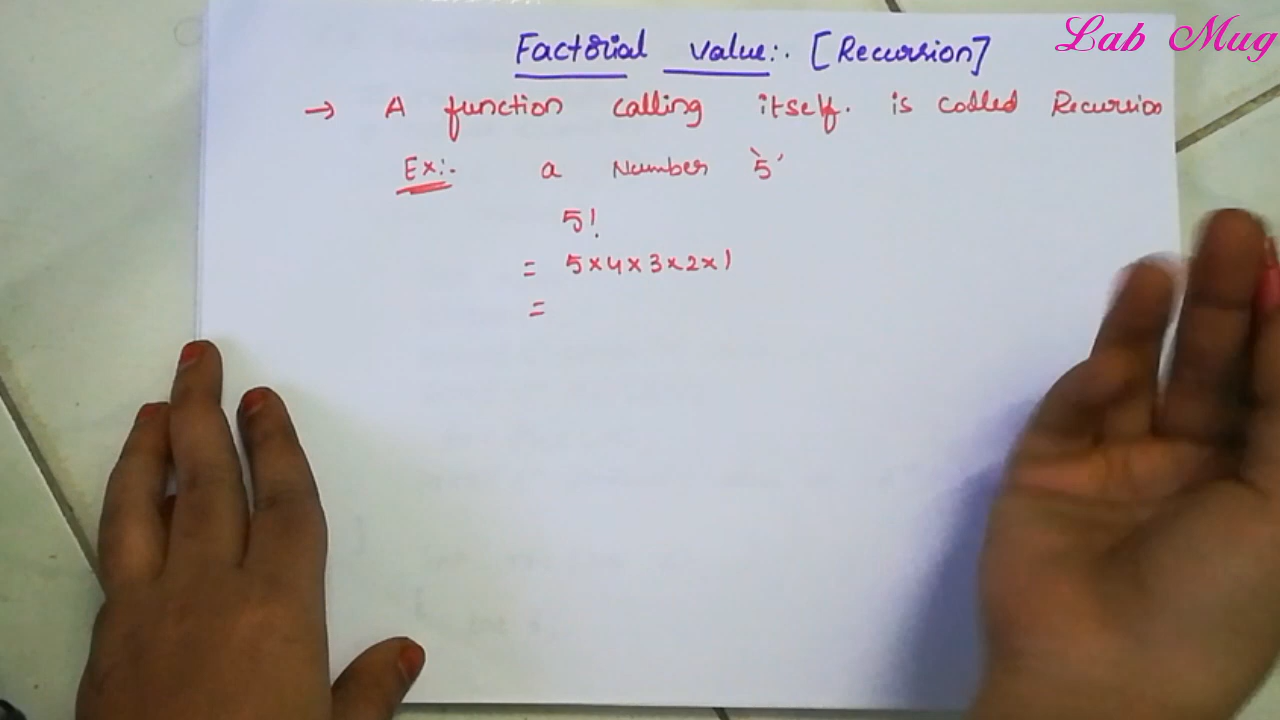 Lab Mug
Factorial value:. [Recursion]
→ A function calling itself. is called Recursion
Ex:- a Number '5'
5!
= 5×4×3×2×1
=